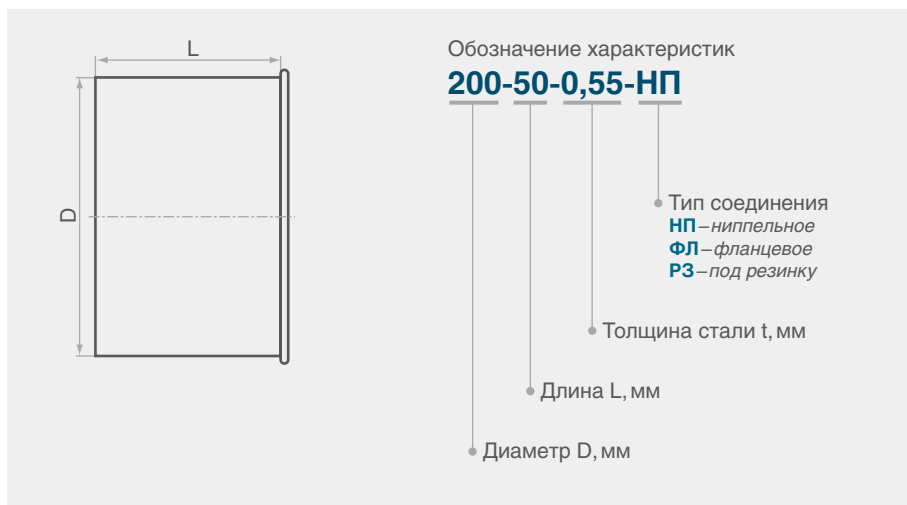 L
D
Обозначение характеристик
200-50-0,55-НП
Тип соединения
НП–ниппельное
ФЛ–фланцевое
РЗ–под резинку
Толщина стали t, мм
Длина L, мм
Диаметр D, мм